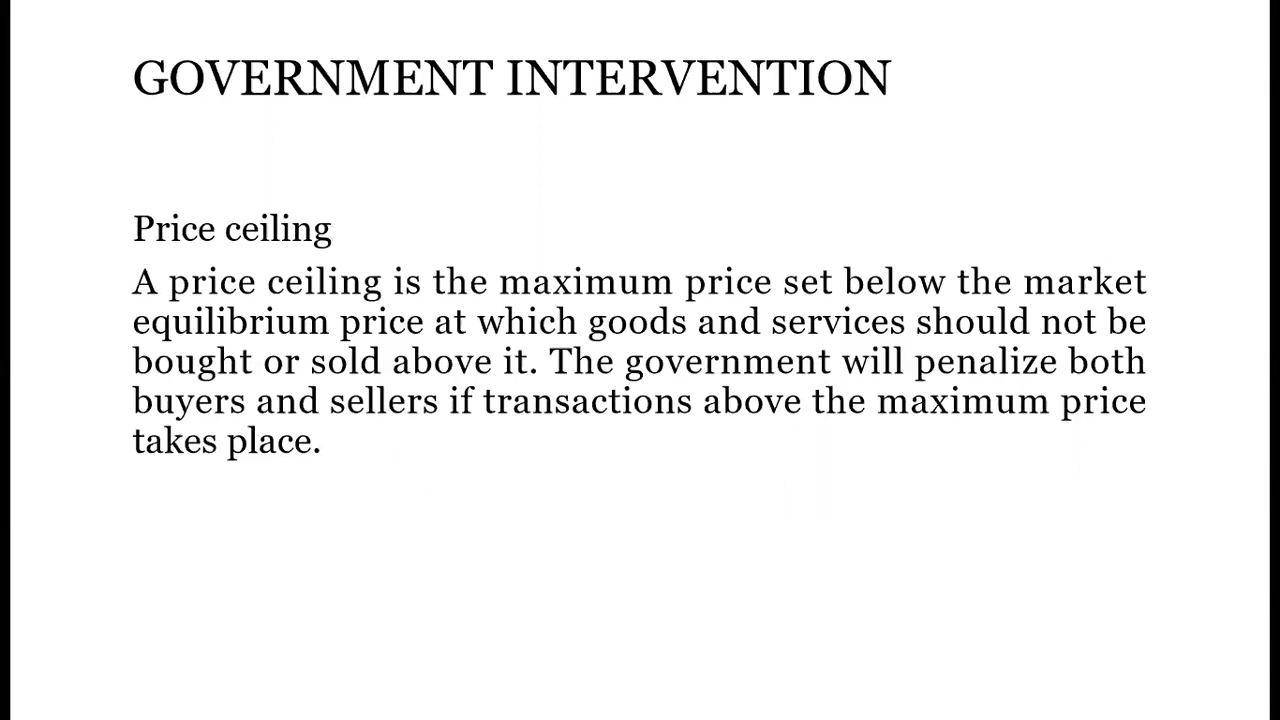 GOVERNMENT INTERVENTION
Price ceiling
A price ceiling is the maximum price set below the market
equilibrium price at which goods and services should not be
bought or sold above it. The government will penalize both
buyers and sellers if transactions above the maximum price
takes place.